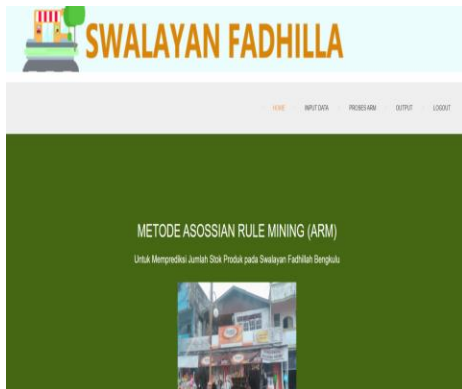 SWALAYAN FADHILLA
HOME INPUT DATA PROSES ARM OUTPUT LOGOUT
METODE ASOSSIAN RULE MINING (ARM)
Untuk Memprediksi Jumlah Stok Produk pada Swalayan Fadhillah Bengkulu